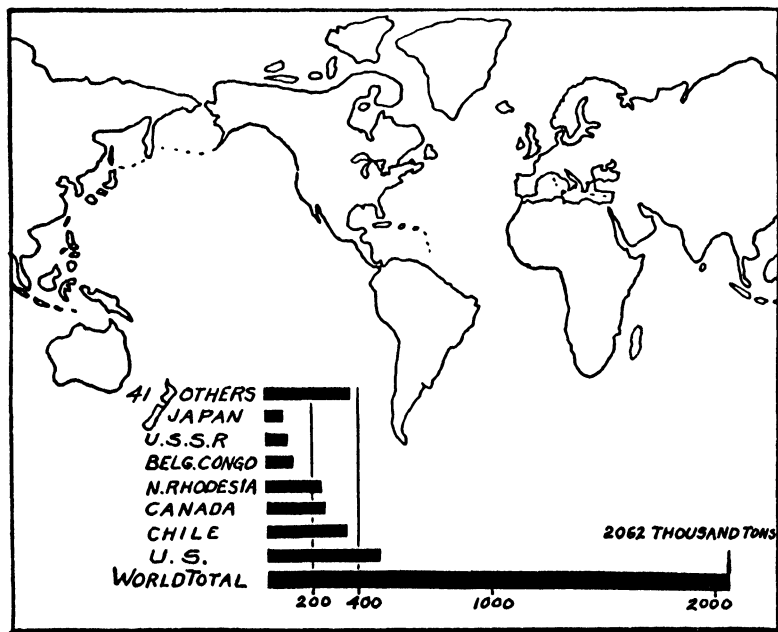 41 OTHERS
JAPAN
U.S.S.R
BELG.CONGO
N.RHODESIA
CANADA
CHILE
2062 THOUSAND TONS
U.S.
WORLD TOTAL
200 400 1000 2000